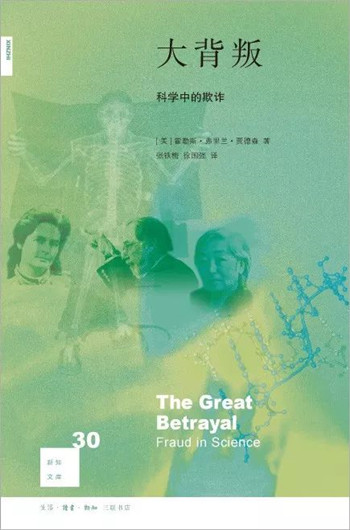 XINZHI
大背叛
科学中的欺诈
[美]霍勒斯·弗里兰·贾德森 著
张铁梅 徐国强 译
The Great
Betrayal
Fraud in Science
30
新知
文库
生活·读书·新知 三联书店